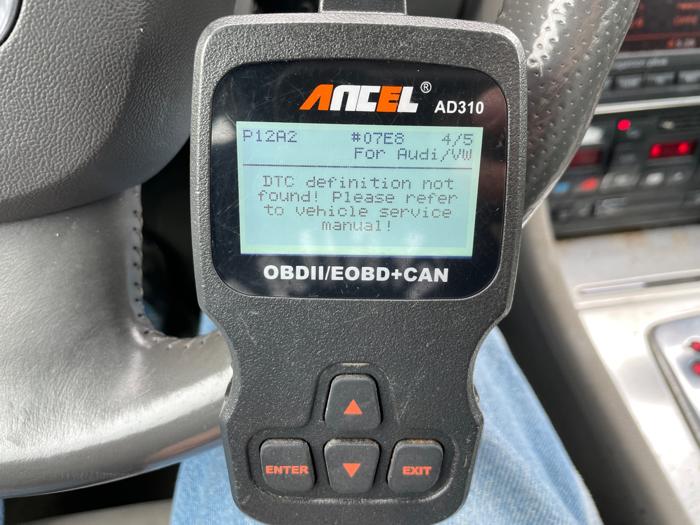 ANCEL® AD310
P12A2 #07E8 4/5
For Audi/VW
DTC definition not
found! Please refer
to vehicle service
manual!
OBDII/EOBD+CAN
ENTER EXIT